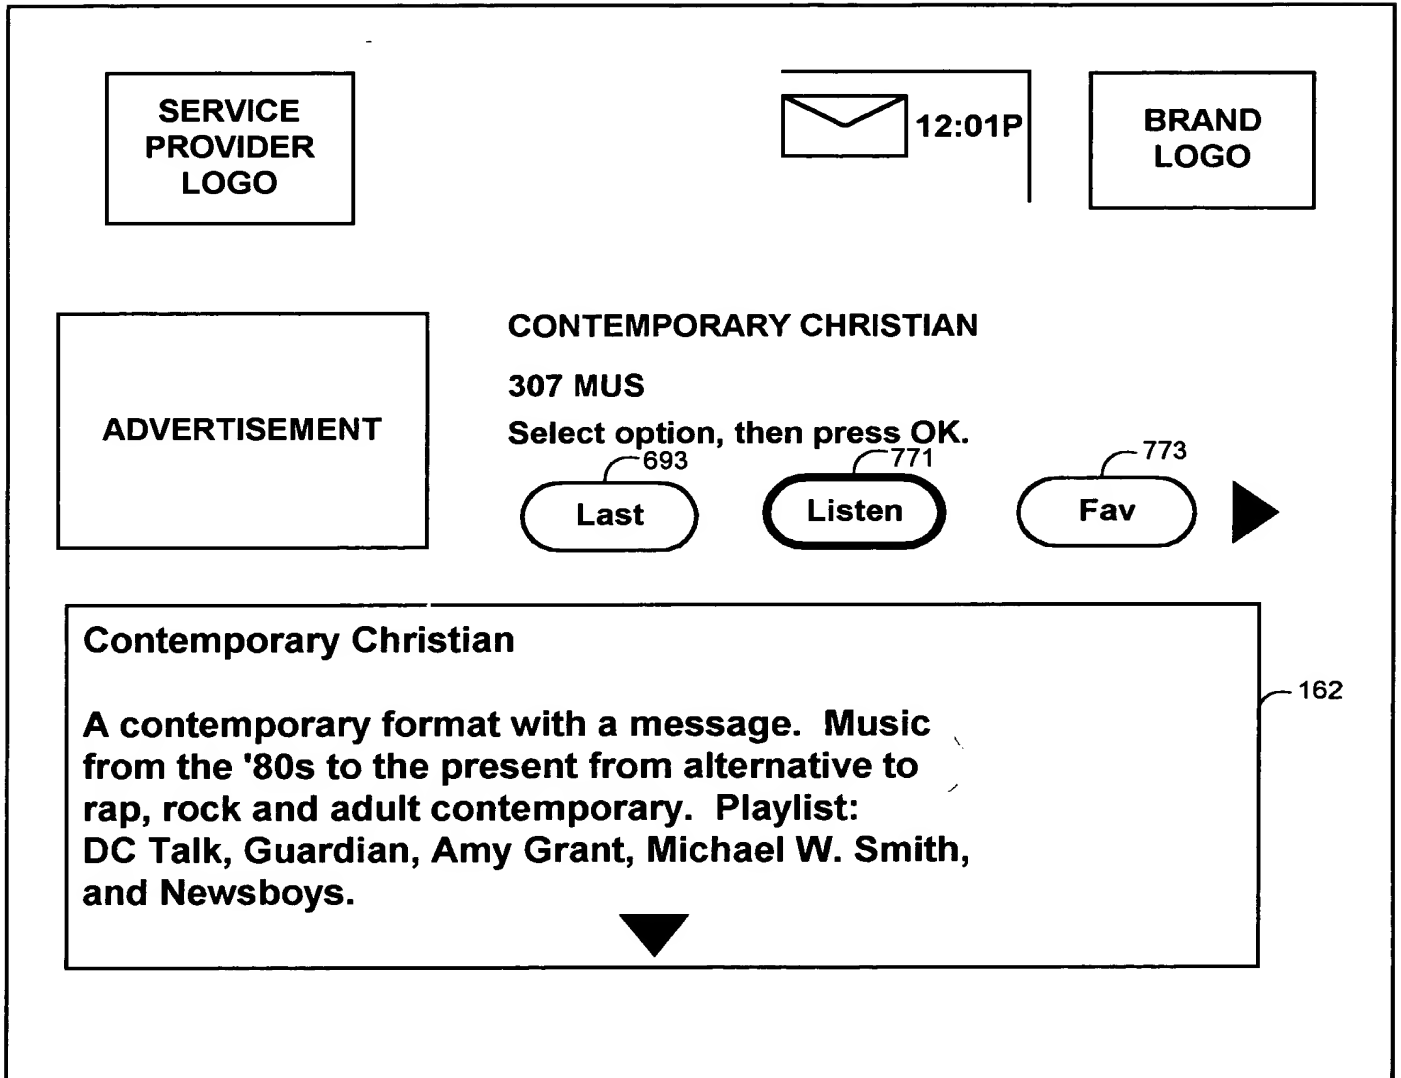 SERVICE
PROVIDER
LOGO
12:01P
BRAND
LOGO
ADVERTISEMENT
CONTEMPORARY CHRISTIAN
307 MUS
Select option, then press OK.
693
771
773
Last
Listen
Fav
Contemporary Christian
A contemporary format with a message.  Music
from the '80s to the present from alternative to
rap, rock and adult contemporary.  Playlist:
DC Talk, Guardian, Amy Grant, Michael W. Smith,
and Newsboys.
162